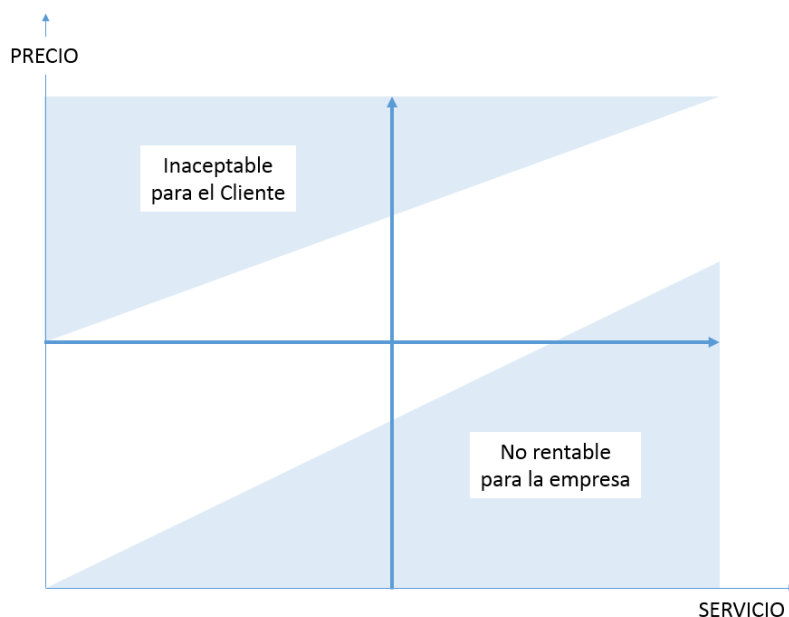 PRECIO
Inaceptable
para el Cliente
No rentable
para la empresa
SERVICIO